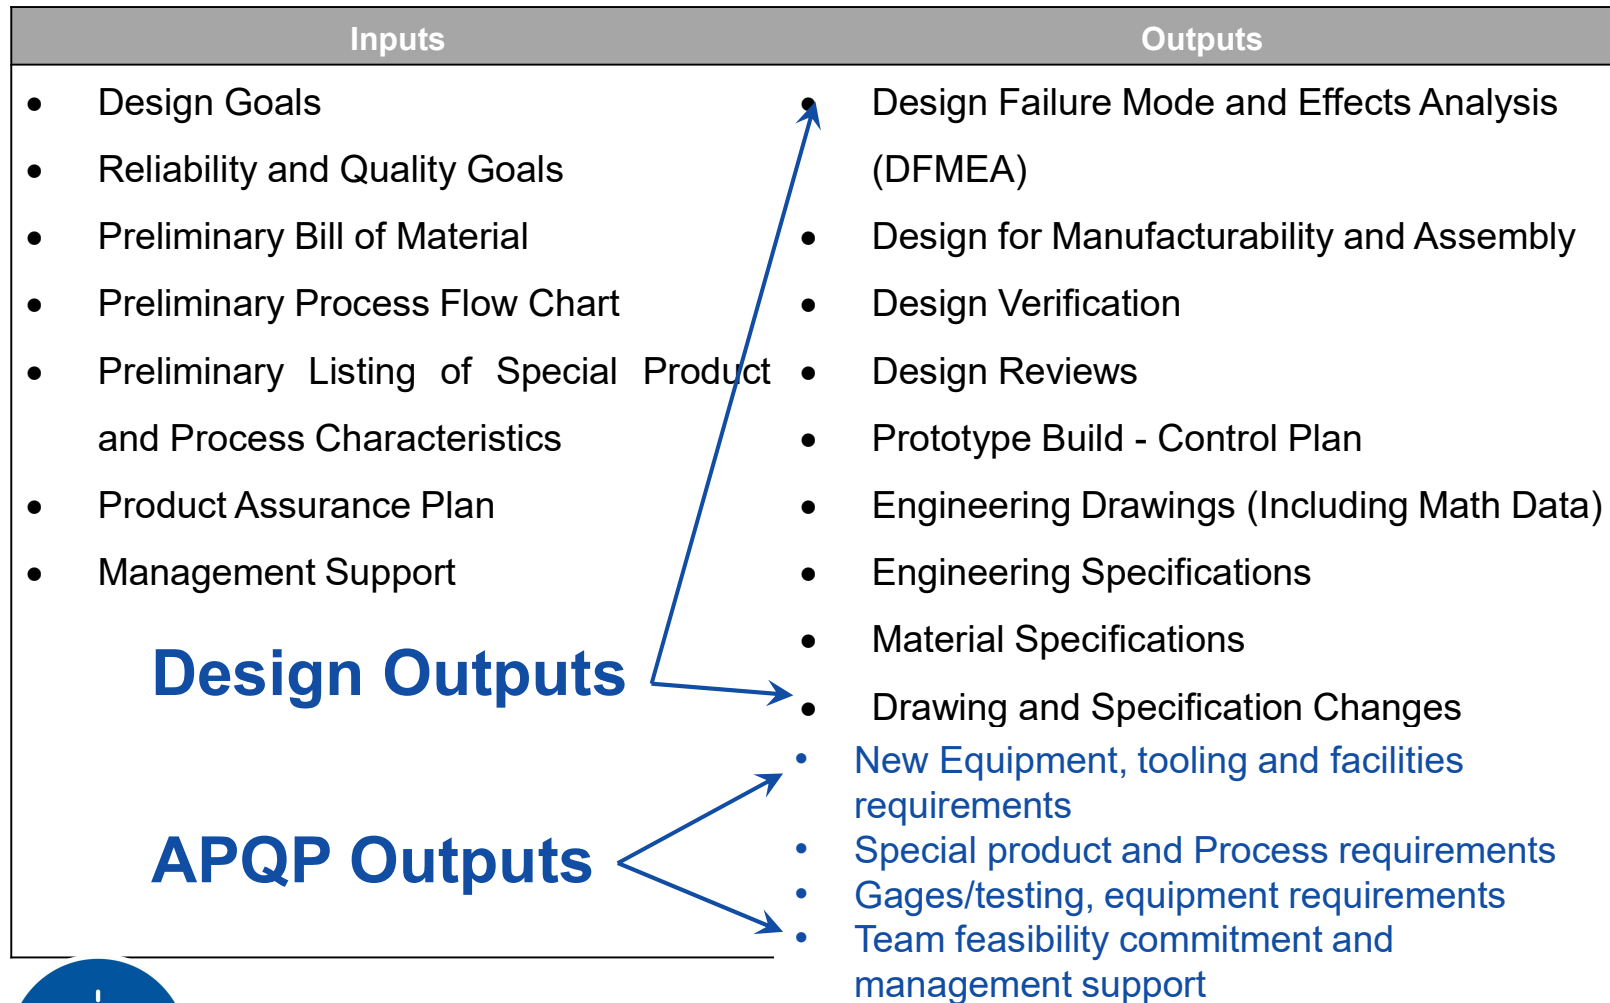 Inputs
Outputs
• Design Goals
• Reliability and Quality Goals
• Preliminary Bill of Material
• Preliminary Process Flow Chart
• Preliminary Listing of Special Product
and Process Characteristics
• Product Assurance Plan
• Management Support
Design Outputs
APQP Outputs
• Design Failure Mode and Effects Analysis
(DFMEA)
• Design for Manufacturability and Assembly
• Design Verification
• Design Reviews
• Prototype Build - Control Plan
• Engineering Drawings (Including Math Data)
• Engineering Specifications
• Material Specifications
• Drawing and Specification Changes
• New Equipment, tooling and facilities
requirements
• Special product and Process requirements
• Gages/testing, equipment requirements
• Team feasibility commitment and
management support